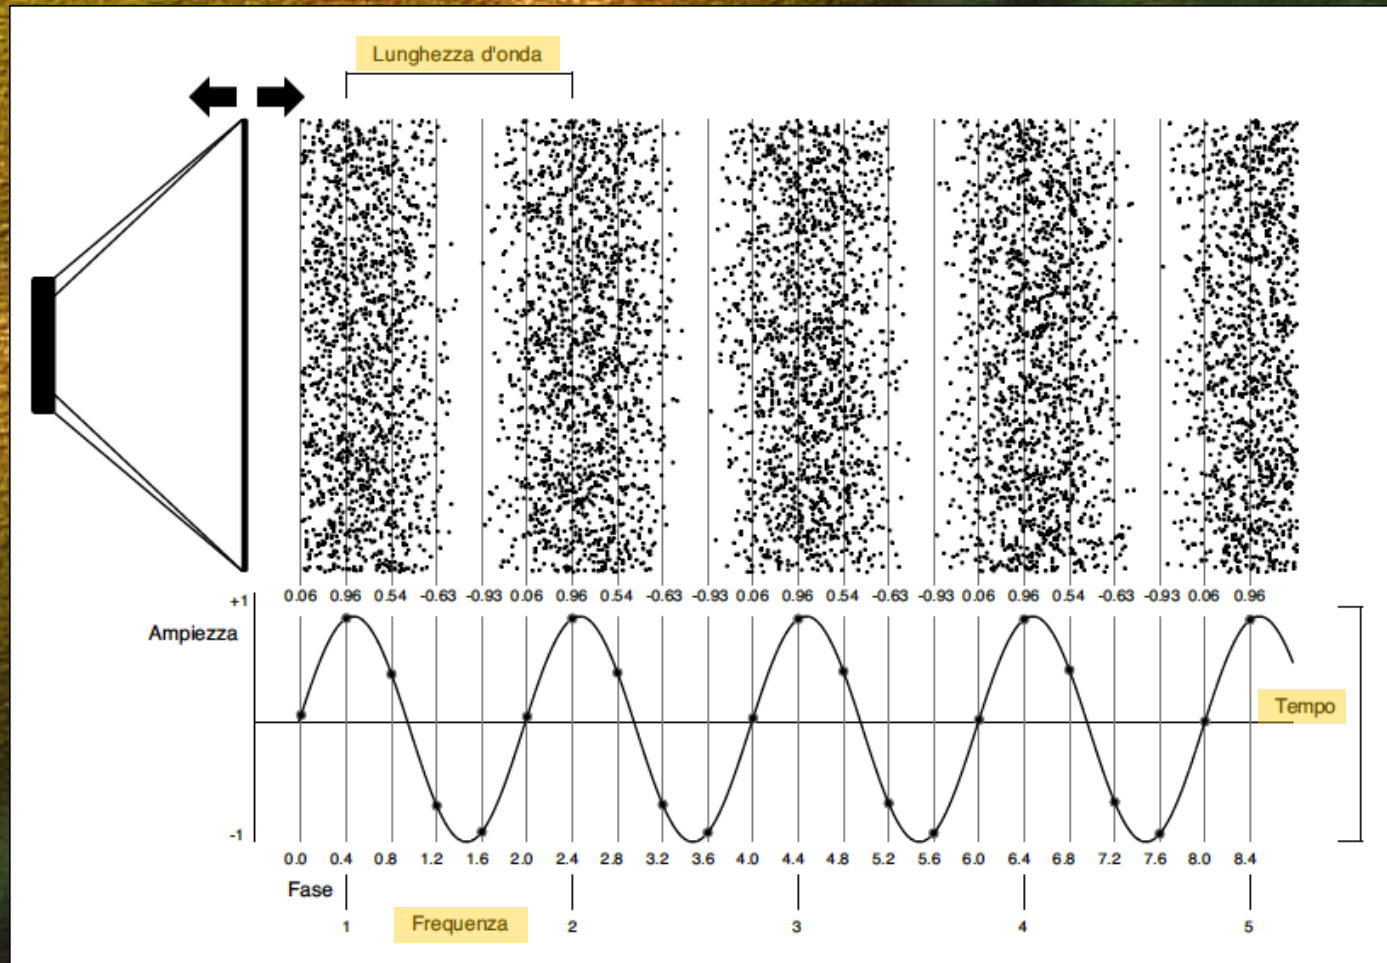 Lunghezza d'onda
0.06 0.96 0.54 -0.63 -0.93 0.06 0.96 0.54 -0.63 -0.93 0.06 0.96 0.54 -0.63 -0.93 0.06 0.96 0.54 -0.63 -0.93 0.06 0.96
+1
Ampiezza
Tempo
-1
0.0 0.4 0.8 1.2 1.6 2.0 2.4 2.8 3.2 3.6 4.0 4.4 4.8 5.2 5.6 6.0 6.4 6.8 7.2 7.6 8.0 8.4
Fase
1 Frequenza 2 3 4 5